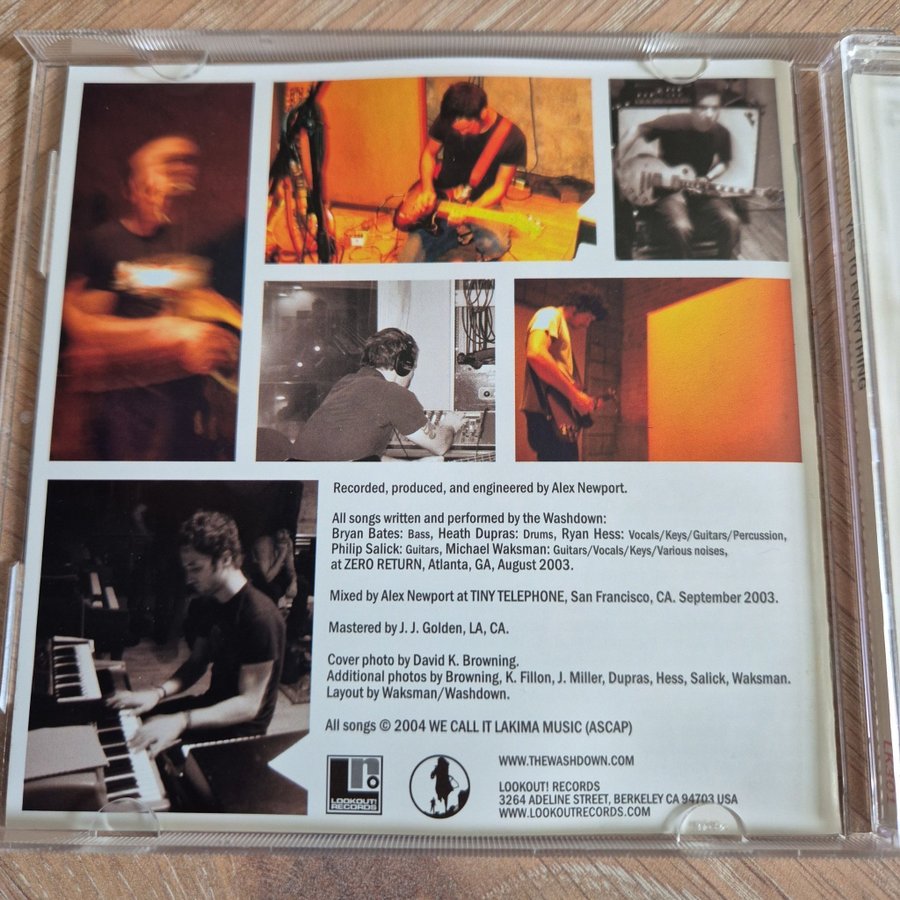 Recorded, produced, and engineered by Alex Newport.
All songs written and performed by the Washdown:
Bryan Bates: Bass, Heath Dupras: Drums, Ryan Hess: Vocals/Keys/Guitars/Percussion,
Philip Salick: Guitars, Michael Waksman: Guitars/Vocals/Keys/Various noises,
at ZERO RETURN, Atlanta, GA, August 2003.
Mixed by Alex Newport at TINY TELEPHONE, San Francisco, CA. September 2003.
Mastered by J. J. Golden, LA, CA.
Cover photo by David K. Browning.
Additional photos by Browning, K. Fillon, J. Miller, Dupras, Hess, Salick, Waksman.
Layout by Waksman/Washdown.
All songs © 2004 WE CALL IT LAKIMA MUSIC (ASCAP)
LOOKOUT!
RECORDS
WWW.THEWASHDOWN.COM
LOOKOUT! RECORDS
3264 ADELINE STREET, BERKELEY CA 94703 USA
WWW.LOOKOUTRECORDS.COM